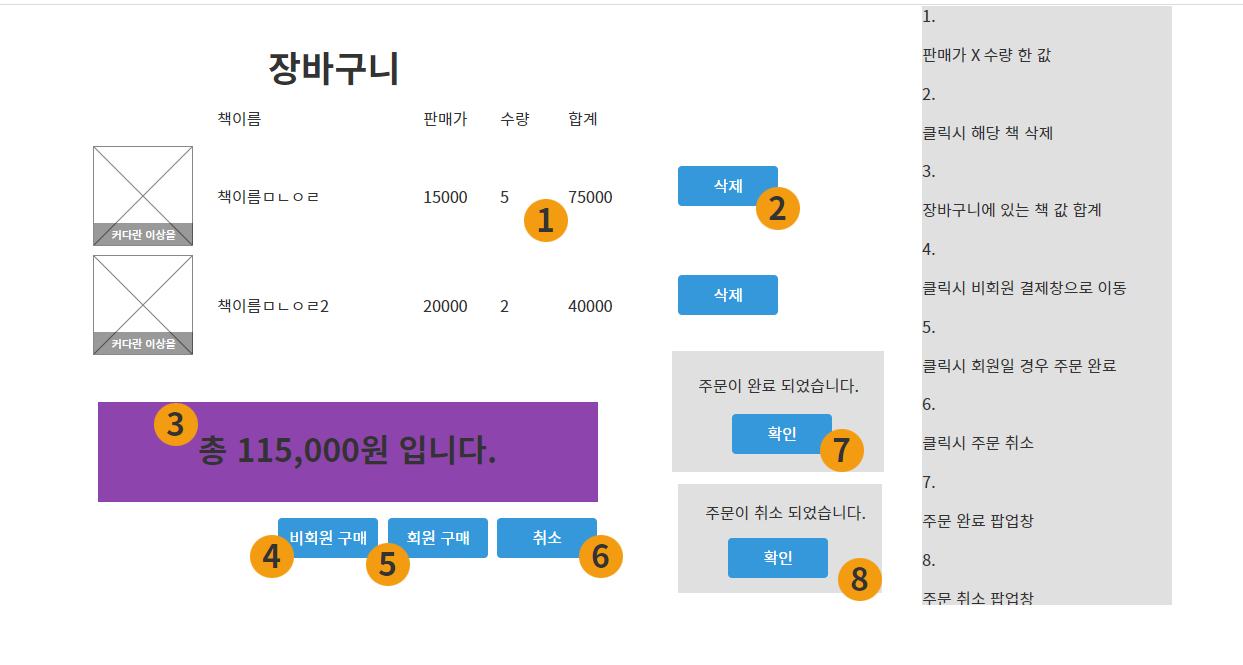 장바구니
책이름 판매가 수량 합계
책이름ㅁㄴㅇㄹ 15000 5 75000 삭제
1
2
커다란 이상을
책이름ㅁㄴㅇㄹ2 20000 2 40000 삭제
커다란 이상을
3
총 115,000원 입니다.
비회원 구매 회원 구매 취소
4
5
6
주문이 완료 되었습니다.
확인
7
주문이 취소 되었습니다.
확인
8
1.
판매가 X 수량 한 값
2.
클릭시 해당 책 삭제
3.
장바구니에 있는 책 값 합계
4.
클릭시 비회원 결제창으로 이동
5.
클릭시 회원일 경우 주문 완료
6.
클릭시 주문 취소
7.
주문 완료 팝업창
8.
주문 취소 팝업창